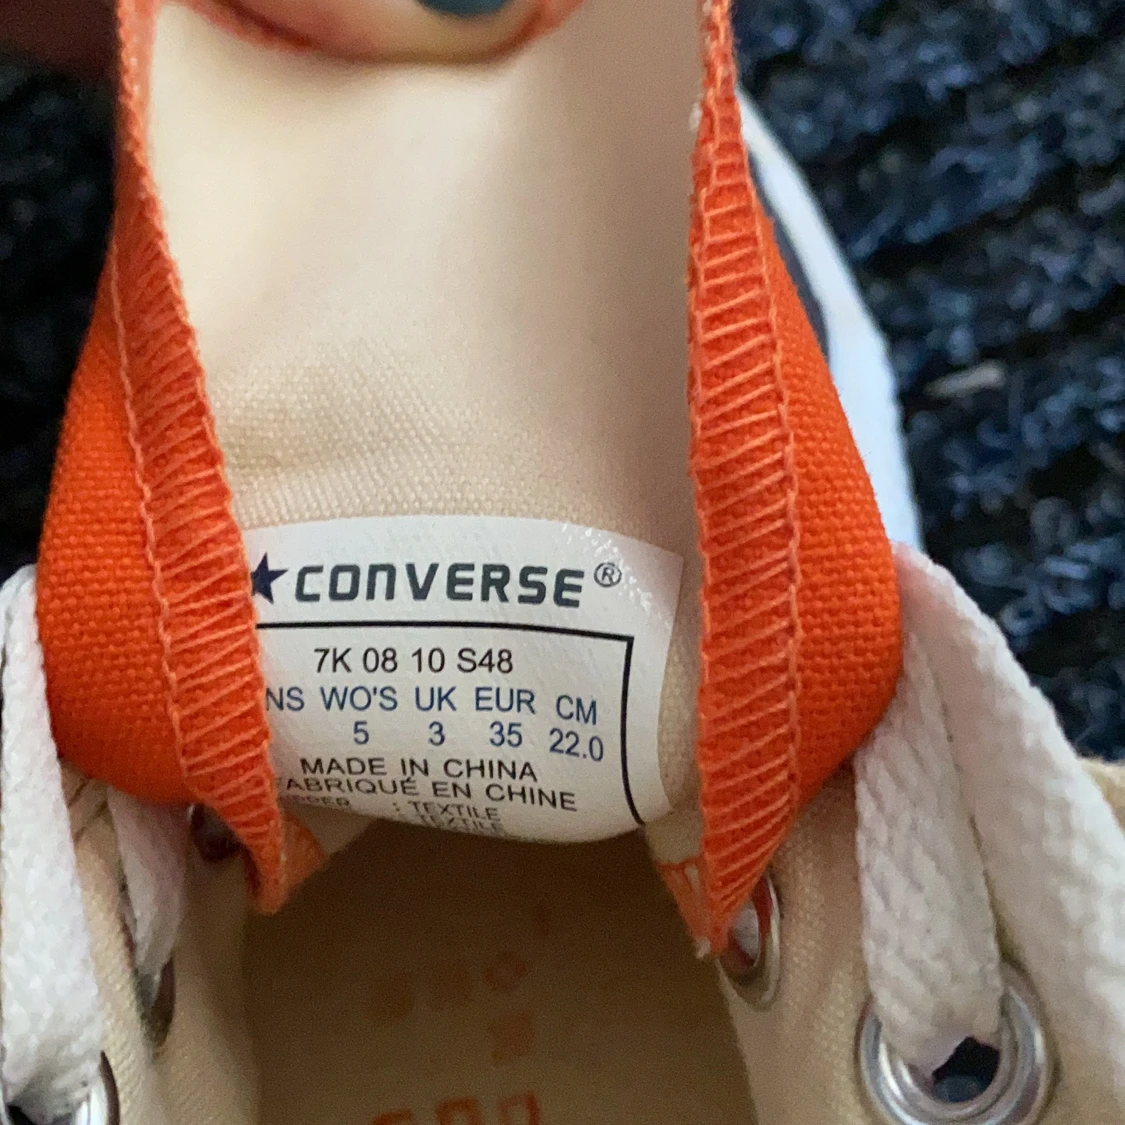 CONVERSE®
7K 08 10 S48
NS WO'S UK EUR CM
5 3 35 22.0
MADE IN CHINA
FABRIQUÉ EN CHINE
: TEXTILE
TEXTILE